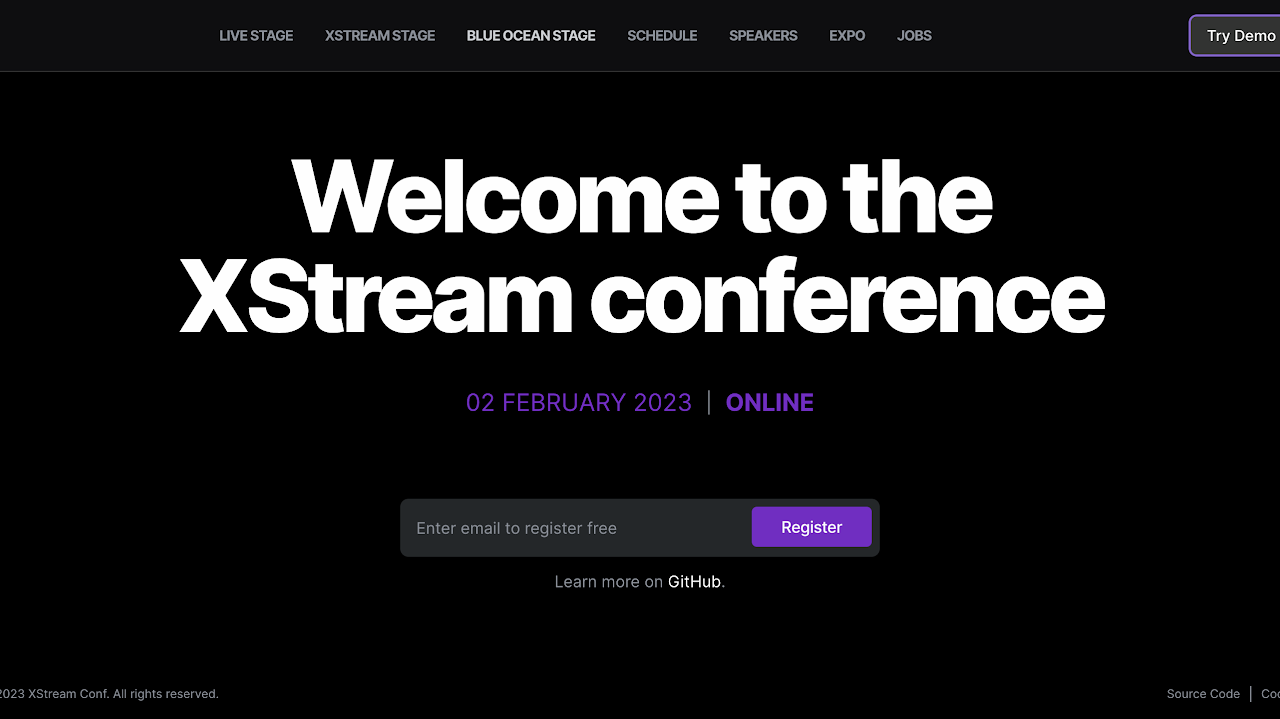 LIVE STAGE XSTREAM STAGE BLUE OCEAN STAGE SCHEDULE SPEAKERS EXPO JOBS Try Demo
Welcome to the
XStream conference
02 FEBRUARY 2023 | ONLINE
Enter email to register free Register
Learn more on GitHub.
2023 XStream Conf. All rights reserved. Source Code |